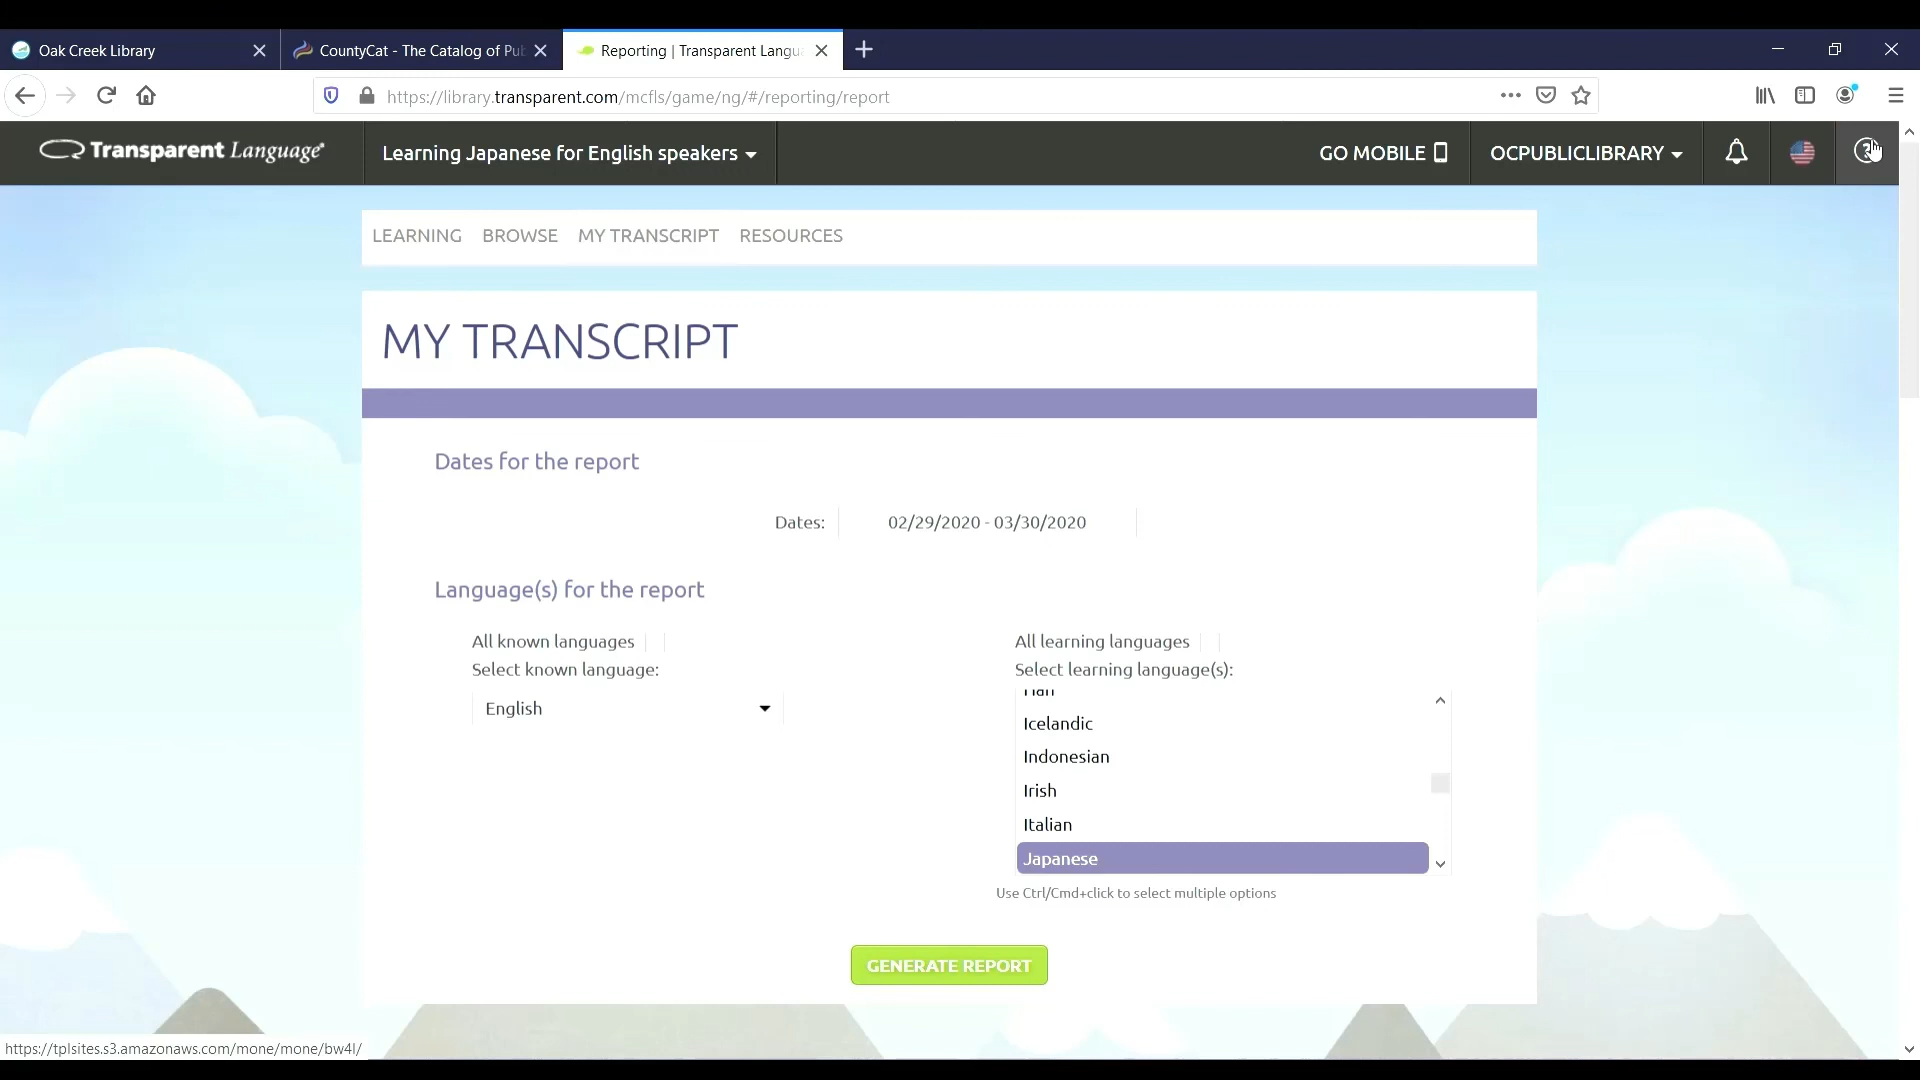 Oak Creek Library
CountyCat - The Catalog of Pub
Reporting | Transparent Langua
https://library.transparent.com/mcfls/game/ng/#/reporting/report
Transparent Language
Learning Japanese for English speakers
GO MOBILE
OCPUBLICLIBRARY
LEARNING BROWSE MY TRANSCRIPT RESOURCES
MY TRANSCRIPT
Dates for the report
Dates: 02/29/2020 - 03/30/2020
Language(s) for the report
All known languages
Select known language:
English
All learning languages
Select learning language(s):
Icelandic
Indonesian
Irish
Italian
Japanese
Use Ctrl/Cmd+click to select multiple options
GENERATE REPORT
https://tplsites.s3.amazonaws.com/mone/mone/bw4l/